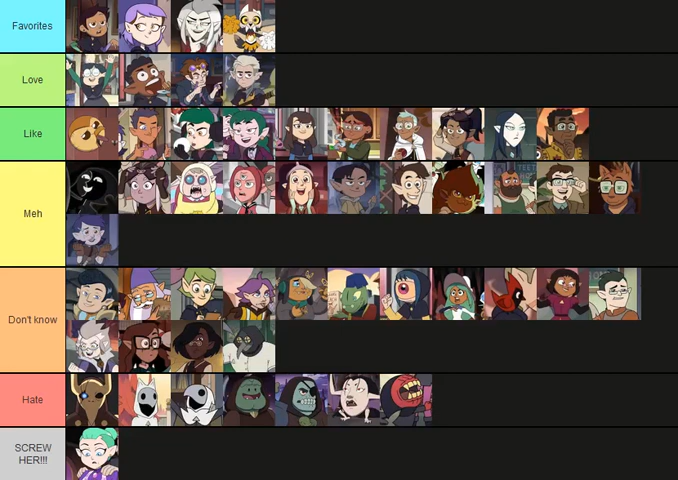 Favorites
Love
Like
Meh
Don't know
Hate
SCREW
HER!!!